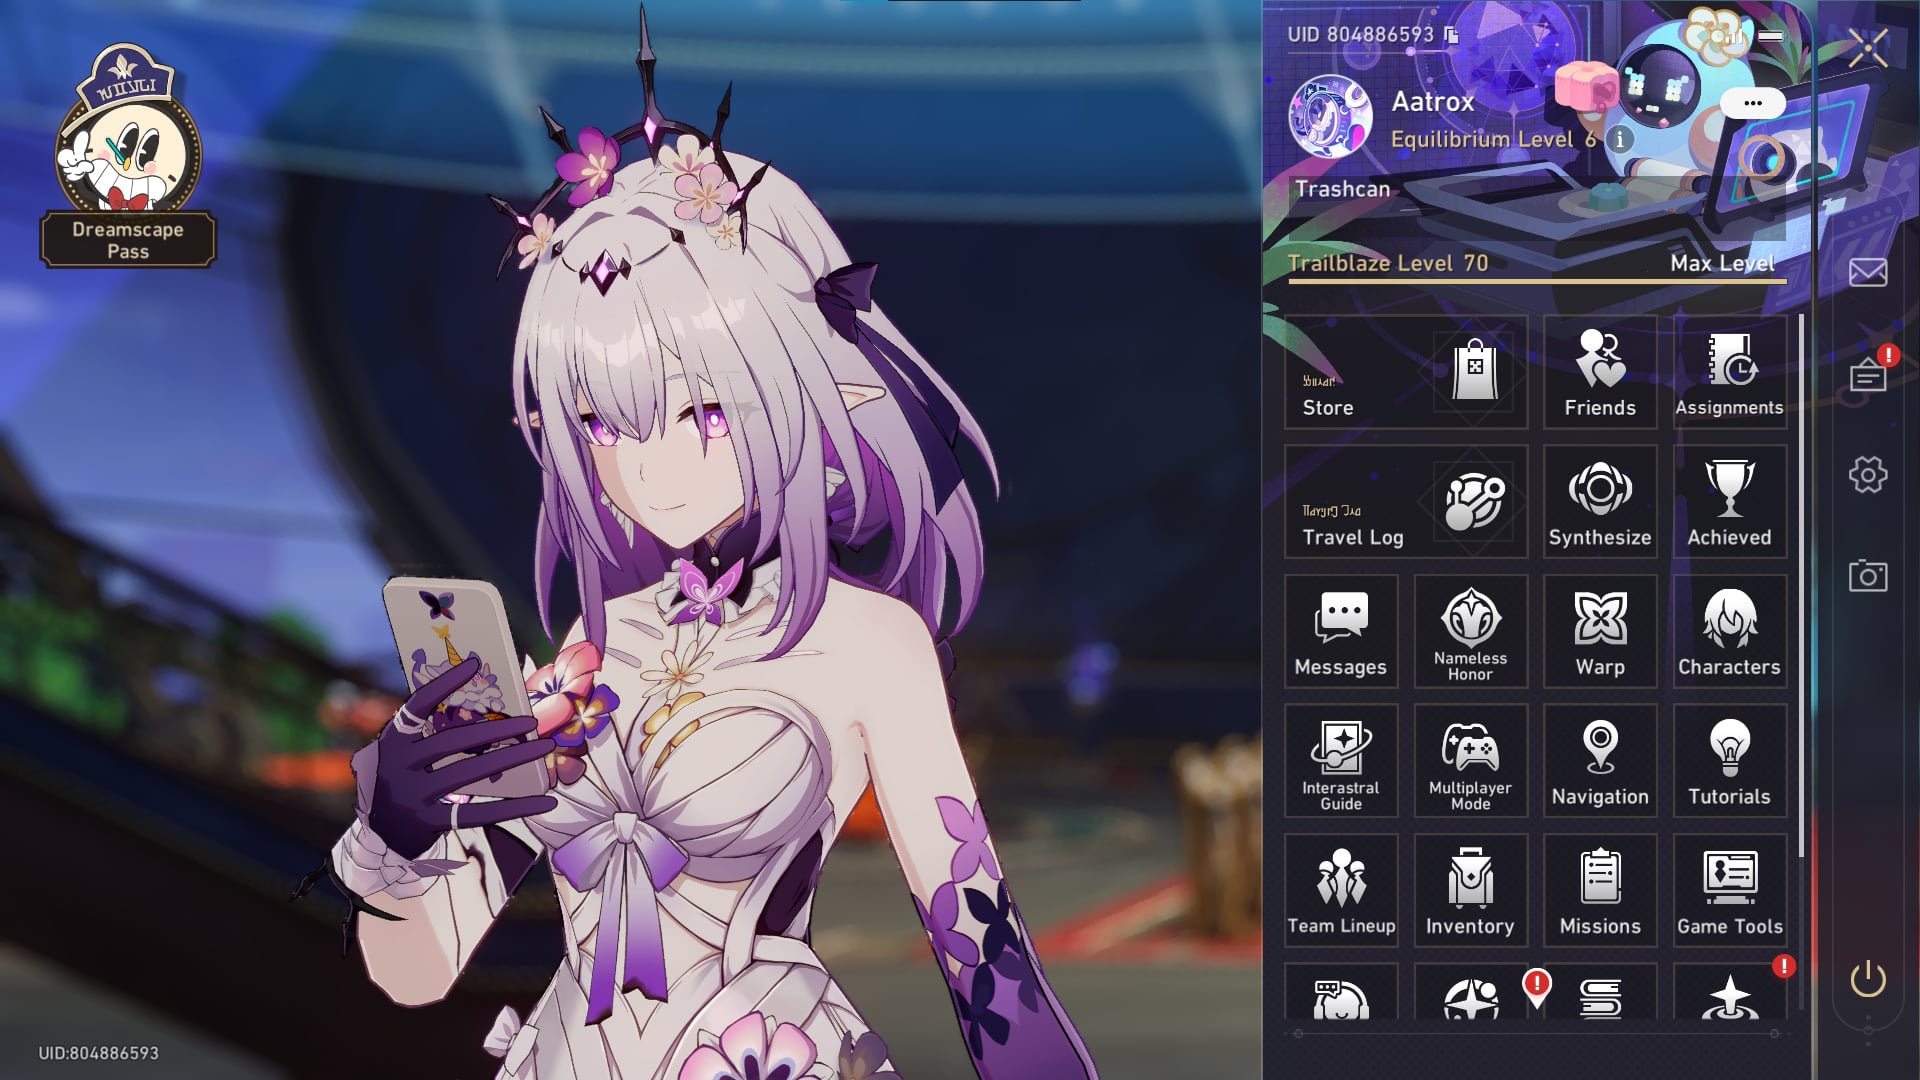 Dreamscape
Pass
UID 804886593
Aatrox
Equilibrium Level 6
Trashcan
Trailblaze Level 70
Max Level
Store
Friends
Assignments
Travel Log
Synthesize
Achieved
Messages
Nameless
Honor
Warp
Characters
Interastral
Guide
Multiplayer
Mode
Navigation
Tutorials
Team Lineup
Inventory
Missions
Game Tools
UID:804886593